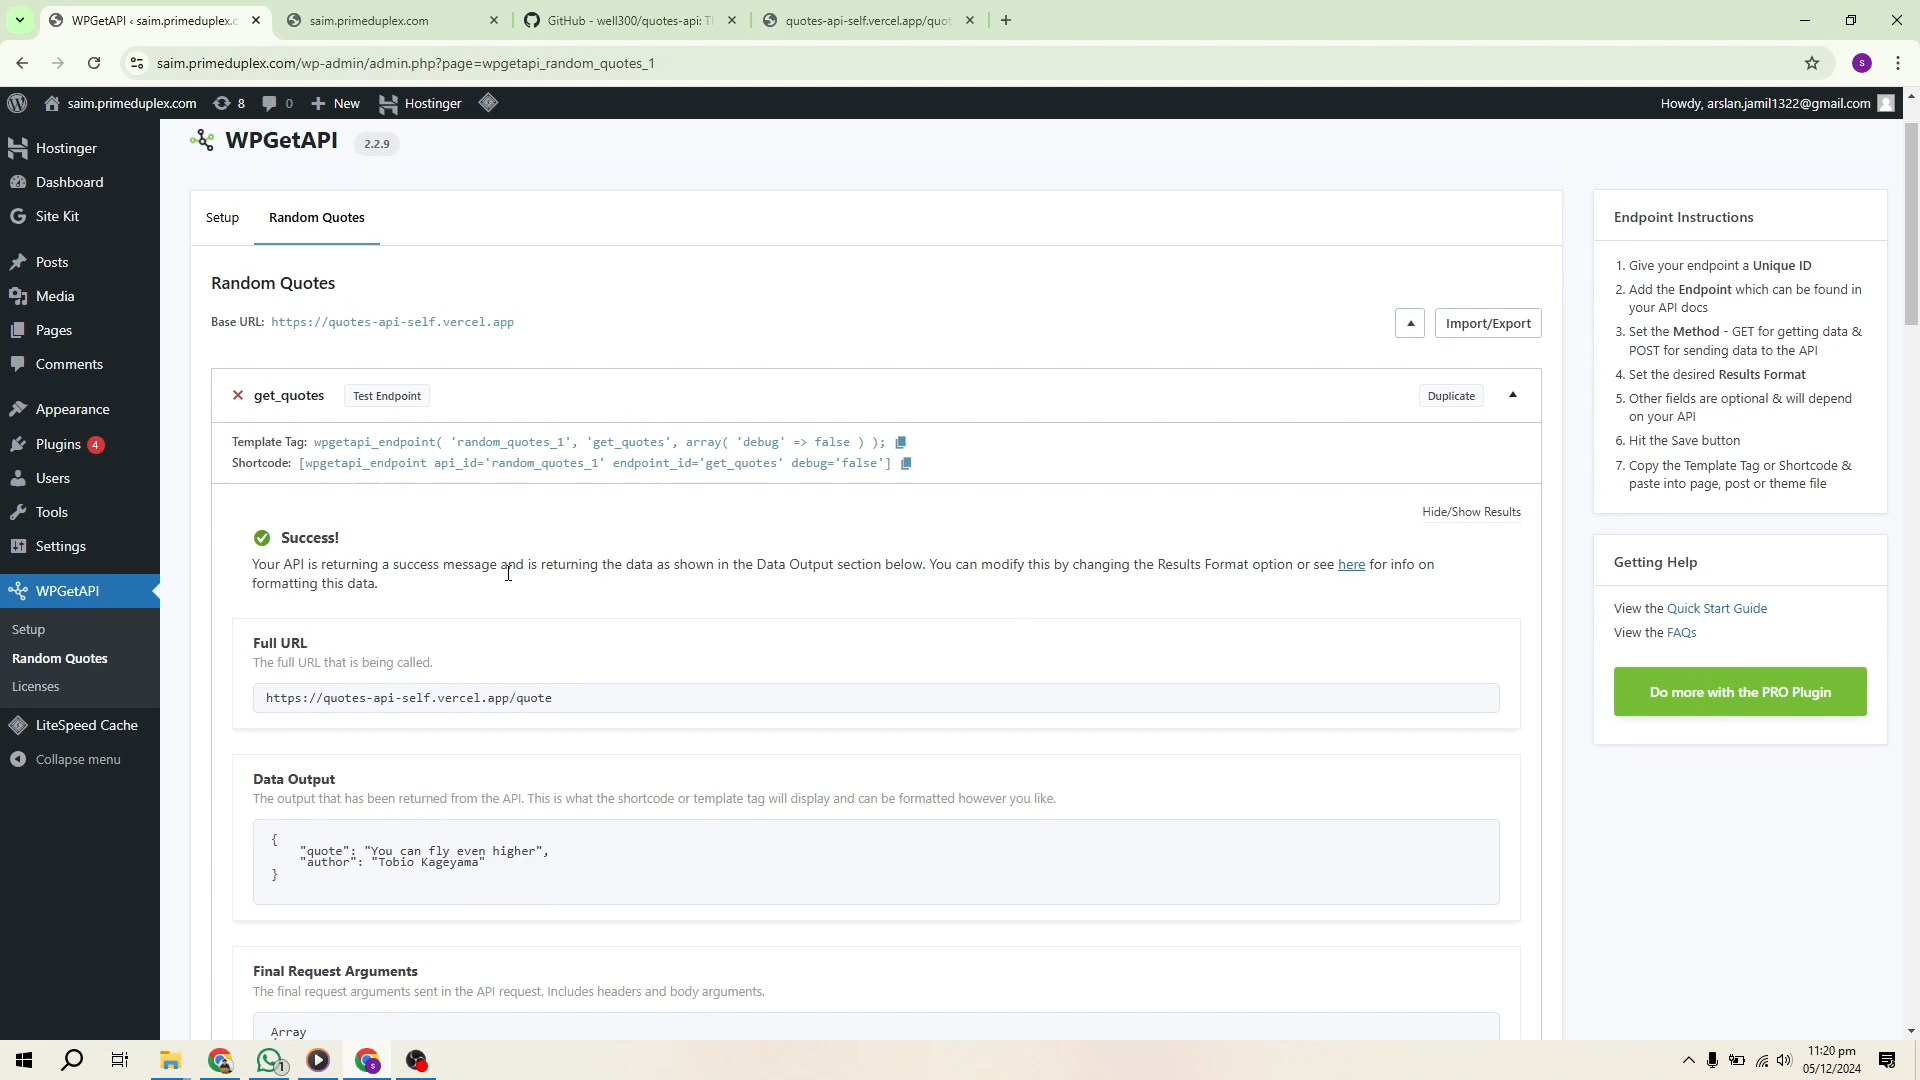 WPGetAPI ‹ saim.primeduplex.c
saim.primeduplex.com
GitHub - well300/quotes-api: T
quotes-api-self.vercel.app/quot
saim.primeduplex.com/wp-admin/admin.php?page=wpgetapi_random_quotes_1
S
saim.primeduplex.com
8
0
New
Hostinger
Howdy, arslan.jamil1322@gmail.com
Hostinger
Dashboard
Site Kit
Posts
Media
Pages
Comments
Appearance
Plugins 4
Users
Tools
Settings
WPGetAPI
Setup
Random Quotes
Licenses
LiteSpeed Cache
Collapse menu
WPGetAPI 2.2.9
Setup
Random Quotes
Random Quotes
Base URL: https://quotes-api-self.vercel.app
Import/Export
get_quotes
Test Endpoint
Duplicate
Template Tag: wpgetapi_endpoint( 'random_quotes_1', 'get_quotes', array( 'debug' => false ) );
Shortcode: [wpgetapi_endpoint api_id='random_quotes_1' endpoint_id='get_quotes' debug='false']
Hide/Show Results
Success!
Your API is returning a success message and is returning the data as shown in the Data Output section below. You can modify this by changing the Results Format option or see here for info on
formatting this data.
Full URL
The full URL that is being called.
https://quotes-api-self.vercel.app/quote
Data Output
The output that has been returned from the API. This is what the shortcode or template tag will display and can be formatted however you like.
{
"quote": "You can fly even higher",
"author": "Tobio Kageyama"
}
Final Request Arguments
The final request arguments sent in the API request. Includes headers and body arguments.
Array
Endpoint Instructions
1. Give your endpoint a Unique ID
2. Add the Endpoint which can be found in
your API docs
3. Set the Method - GET for getting data &
POST for sending data to the API
4. Set the desired Results Format
5. Other fields are optional & will depend
on your API
6. Hit the Save button
7. Copy the Template Tag or Shortcode &
paste into page, post or theme file
Getting Help
View the Quick Start Guide
View the FAQs
Do more with the PRO Plugin
1
S
11:20 pm
05/12/2024